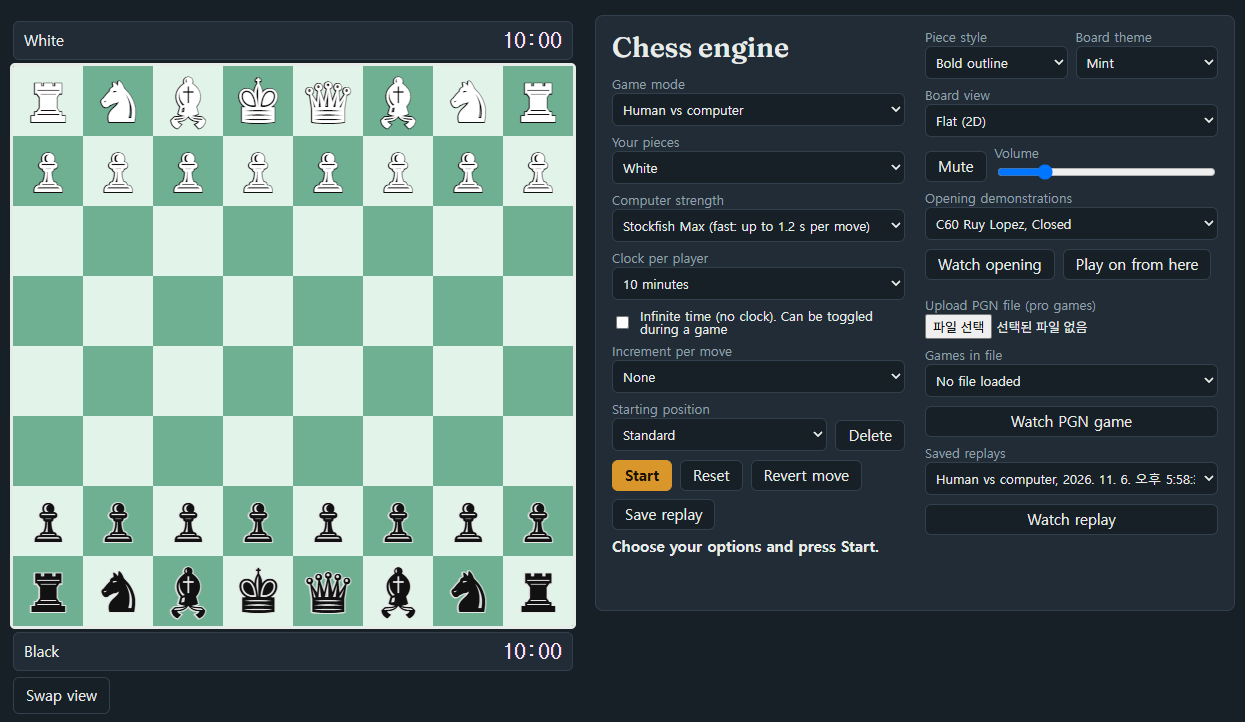 White
10:00
Black
10:00
Swap view
Chess engine
Game mode
Human vs computer
Your pieces
White
Computer strength
Stockfish Max (fast: up to 1.2 s per move)
Clock per player
10 minutes
Infinite time (no clock). Can be toggled
during a game
Increment per move
None
Starting position
Standard
Delete
Start
Reset
Revert move
Save replay
Choose your options and press Start.
Piece style
Bold outline
Board theme
Mint
Board view
Flat (2D)
Mute
Volume
Opening demonstrations
C60 Ruy Lopez, Closed
Watch opening
Play on from here
Upload PGN file (pro games)
파일 선택
선택된 파일 없음
Games in file
No file loaded
Watch PGN game
Saved replays
Human vs computer, 2026. 11. 6. 오후 5:58:
Watch replay